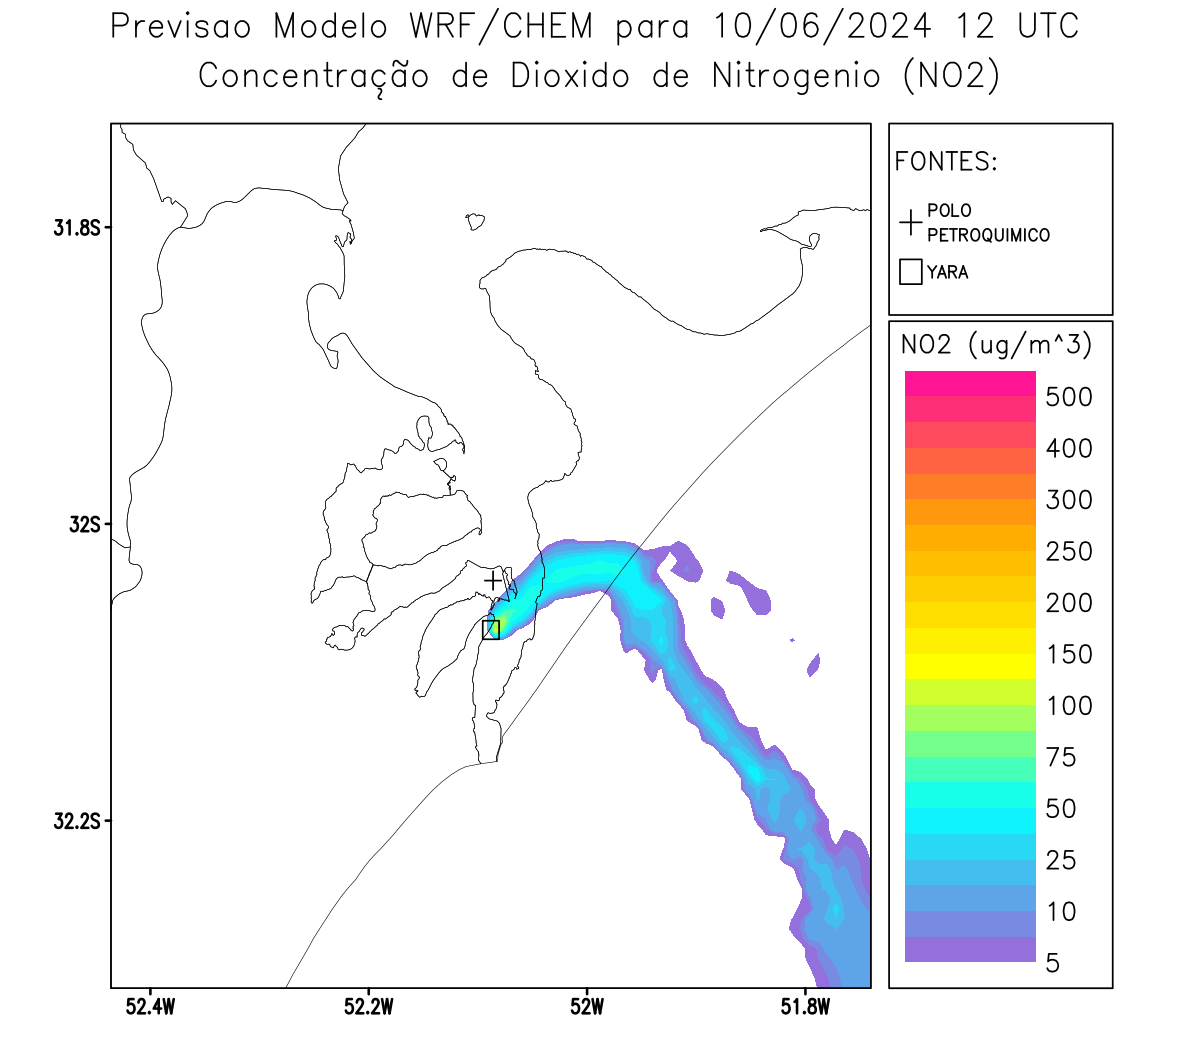 Previsao Modelo WRF/CHEM para 10/06/2024 12 UTC
Concentração de Dioxido de Nitrogenio (NO2)
FONTES:
POLO
PETROQUIMICO
YARA
NO2 (ug/m^3)
500
400
300
250
200
150
100
75
50
25
10
5
31.8S
32S
32.2S
52.4W
52.2W
52W
51.8W